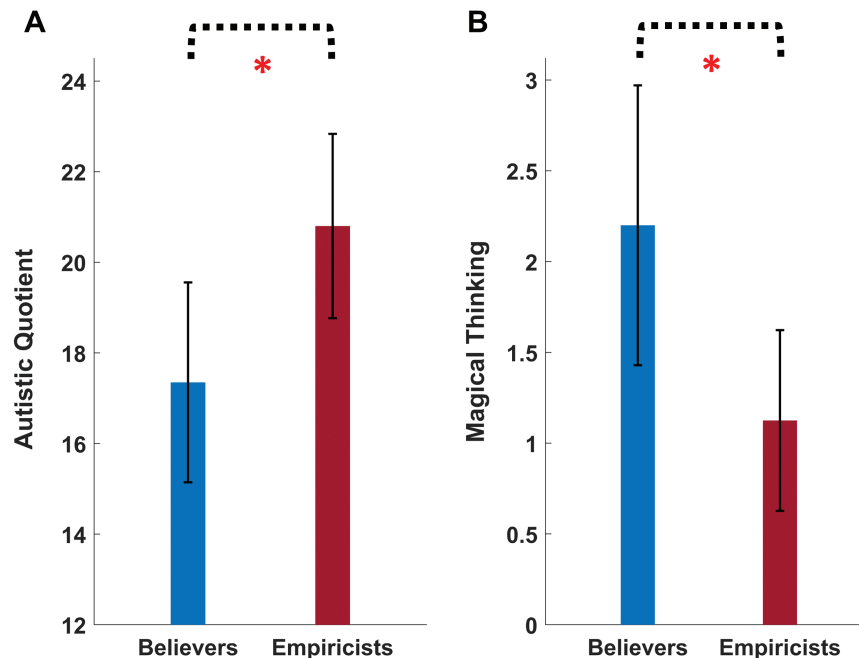 A
*
Autistic Quotient
24
22
20
18
16
14
12
Believers Empiricists
B
*
Magical Thinking
3
2.5
2
1.5
1
0.5
0
Believers Empiricists